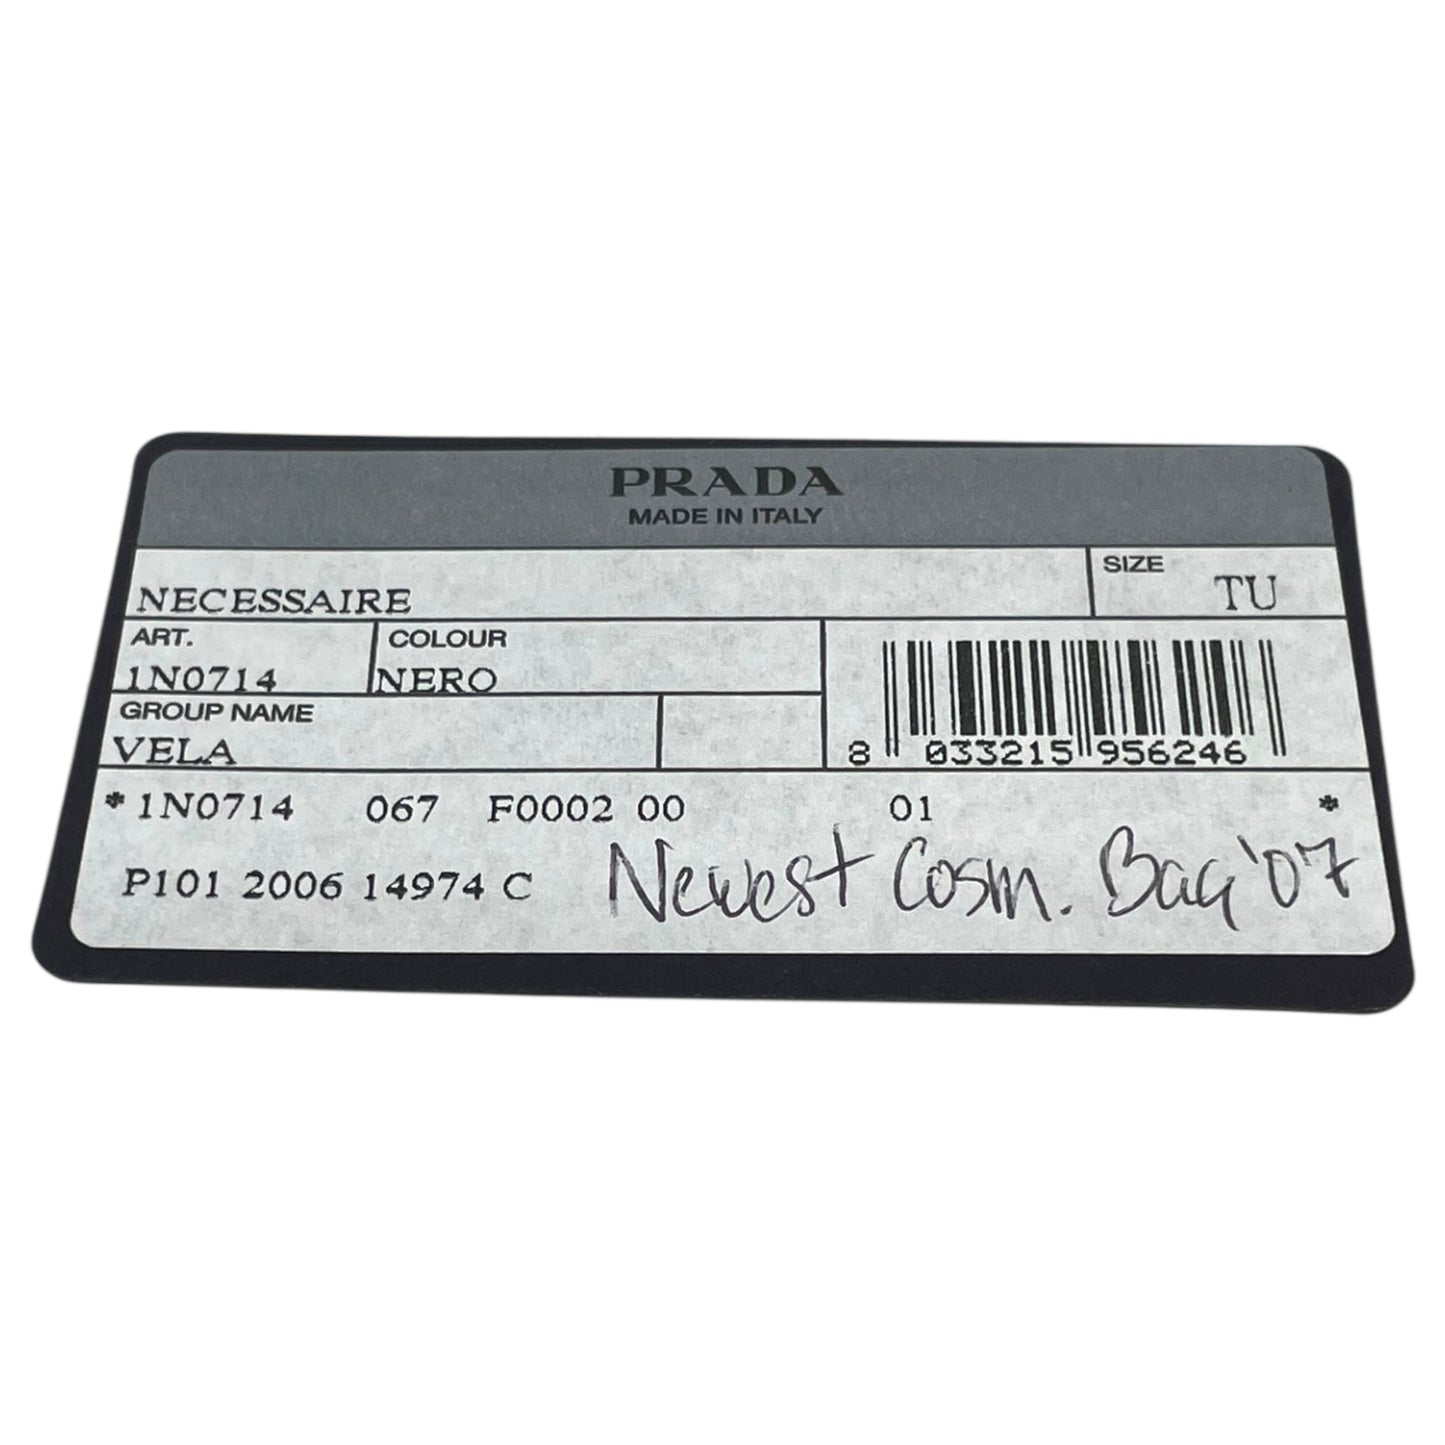 PRADA
MADE IN ITALY
NECESSAIRE
SIZE
TU
ART.
1N0714
COLOUR
NERO
GROUP NAME
VELA
8 033215 956246
*1N0714 067 F0002 00 01 *
P101 2006 14974 C
Newest Cosm. Bag '07